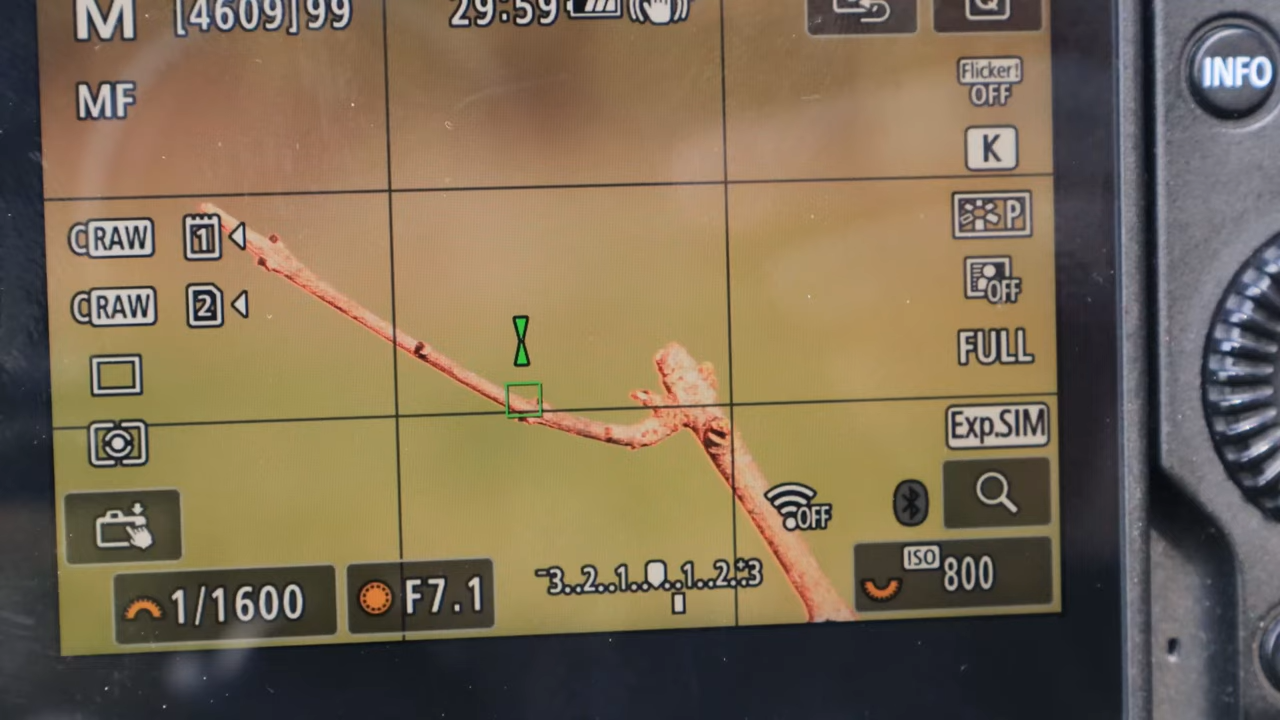 M [4609]99 29:59
Q
INFO
MF
Flicker!
OFF
K
P
CRAW 1
OFF
CRAW 2
FULL
Exp.SIM
OFF
1/1600 F7.1 -3..2..1..0..1..2..+3 ISO 800